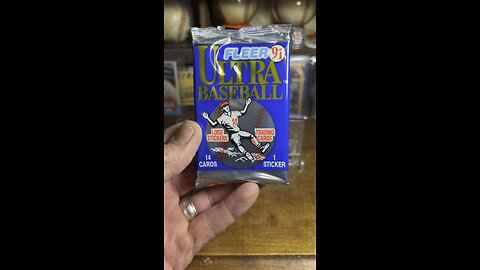 FLEER 91
ULTRA
BASEBALL
LOGO
STICKERS
TRADING
CARDS
14
CARDS
1
STICKER